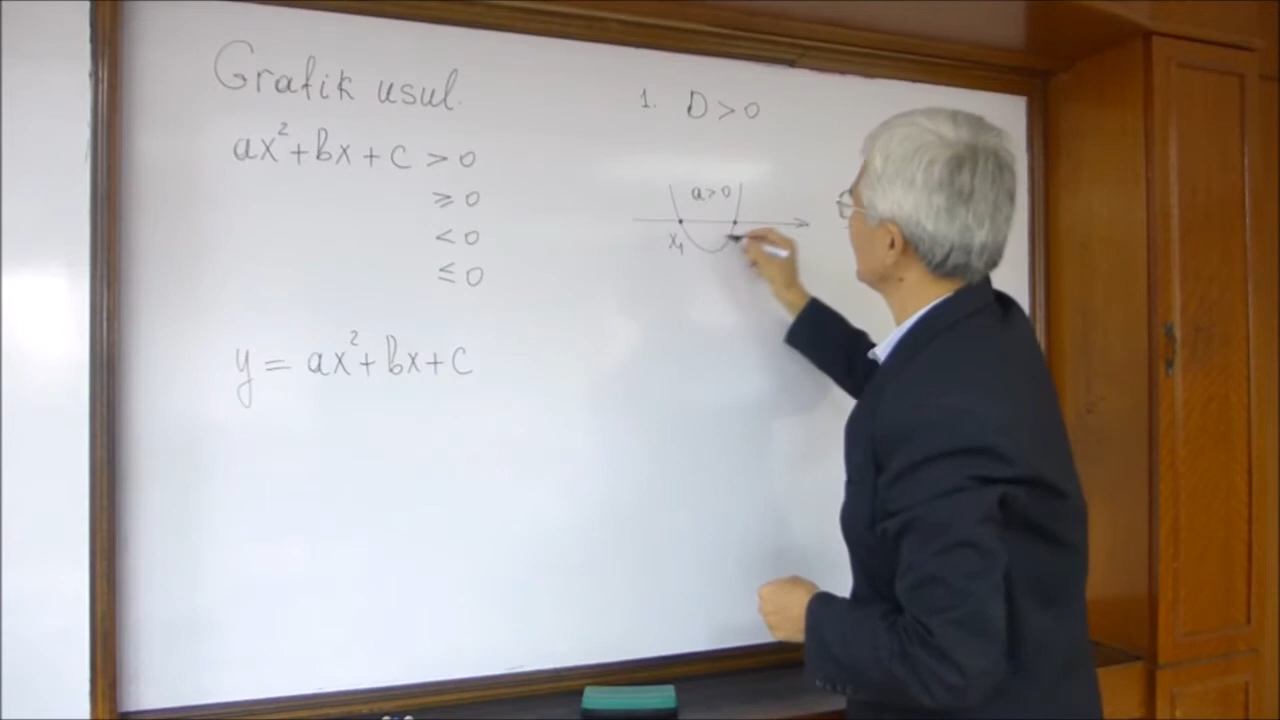 Grafik usul.
ax²+bx+c > 0
≥ 0
< 0
≤ 0
y = ax²+bx+c
1. D > 0
a>0
x₁